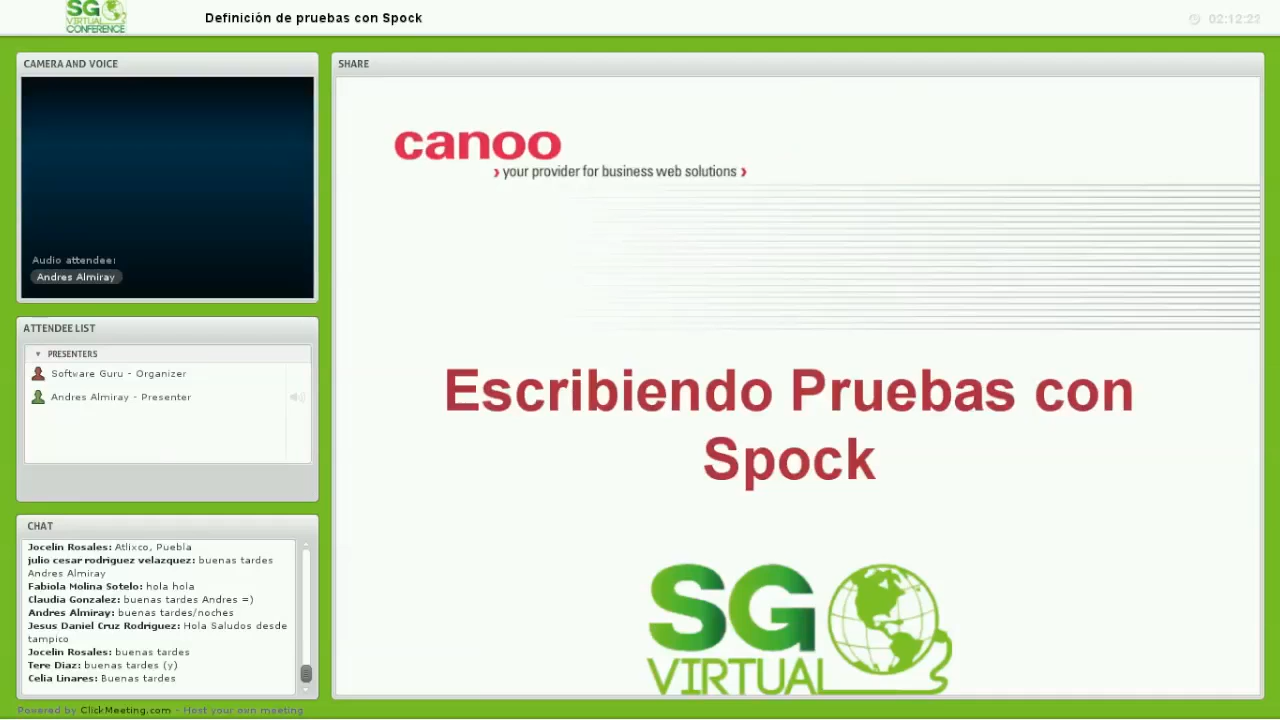 SG
VIRTUAL
CONFERENCE
Definición de pruebas con Spock
02:12:22
CAMERA AND VOICE
Audio attendee:
Andres Almiray
ATTENDEE LIST
PRESENTERS
Software Guru - Organizer
Andres Almiray - Presenter
CHAT
Jocelin Rosales: Atlixco, Puebla
julio cesar rodriguez velazquez: buenas tardes
Andres Almiray
Fabiola Molina Sotelo: hola hola
Claudia Gonzalez: buenas tardes Andres =)
Andres Almiray: buenas tardes/noches
Jesus Daniel Cruz Rodriguez: Hola Saludos desde
tampico
Jocelin Rosales: buenas tardes
Tere Diaz: buenas tardes (y)
Celia Linares: Buenas tardes
Powered by ClickMeeting.com - Host your own meeting
SHARE
canoo
› your provider for business web solutions ›
Escribiendo Pruebas con
Spock
SG
VIRTUAL